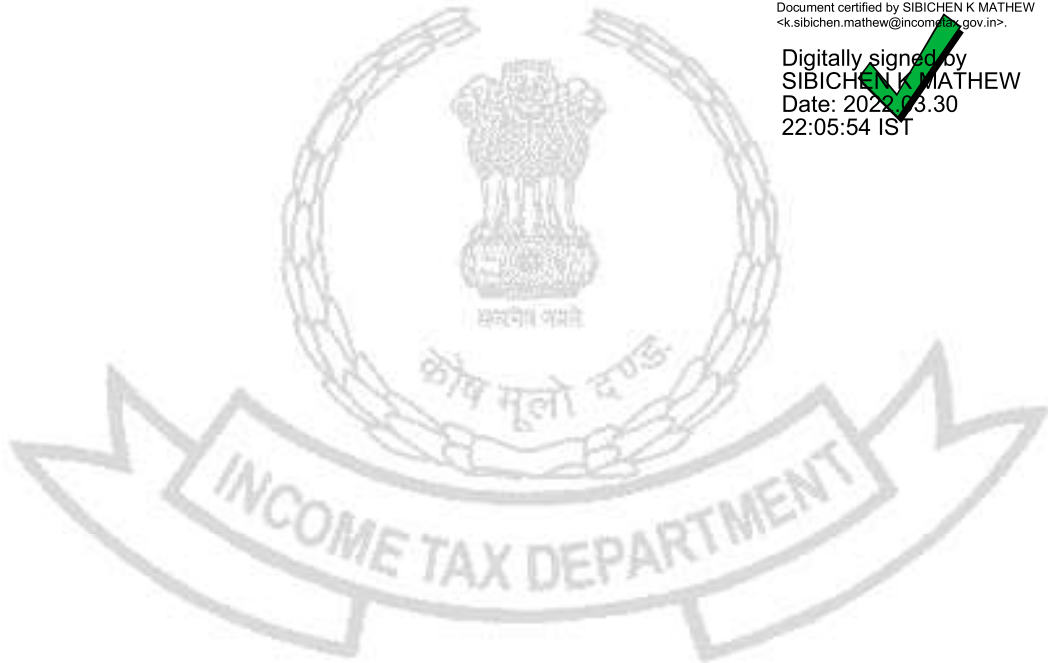 Document certified by SIBICHEN K MATHEW
<k.sibichen.mathew@incometax.gov.in>.
Digitally signed by
SIBICHEN K MATHEW
Date: 2022.03.30
22:05:54 IST
सत्यमेव जयते
कोष मूलो दण्डः
INCOME TAX DEPARTMENT